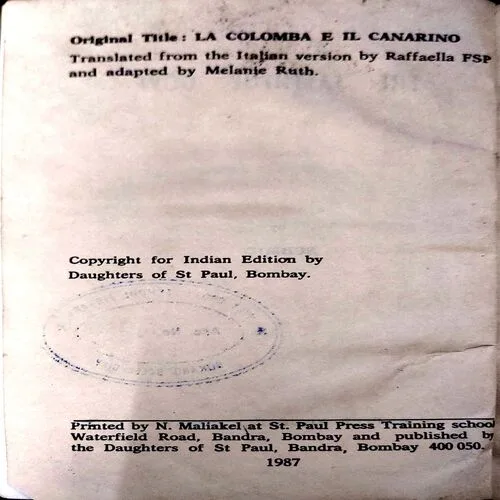 Original Title: LA COLOMBA E IL CANARINO
Translated from the Italian version by Raffaella FSP
and adapted by Melanie Ruth.
Copyright for Indian Edition by
Daughters of St Paul, Bombay.
Printed by N. Maliakel at St. Paul Press Training school
Waterfield Road, Bandra, Bombay and published by
the Daughters of St Paul, Bandra, Bombay 400 050.
1987